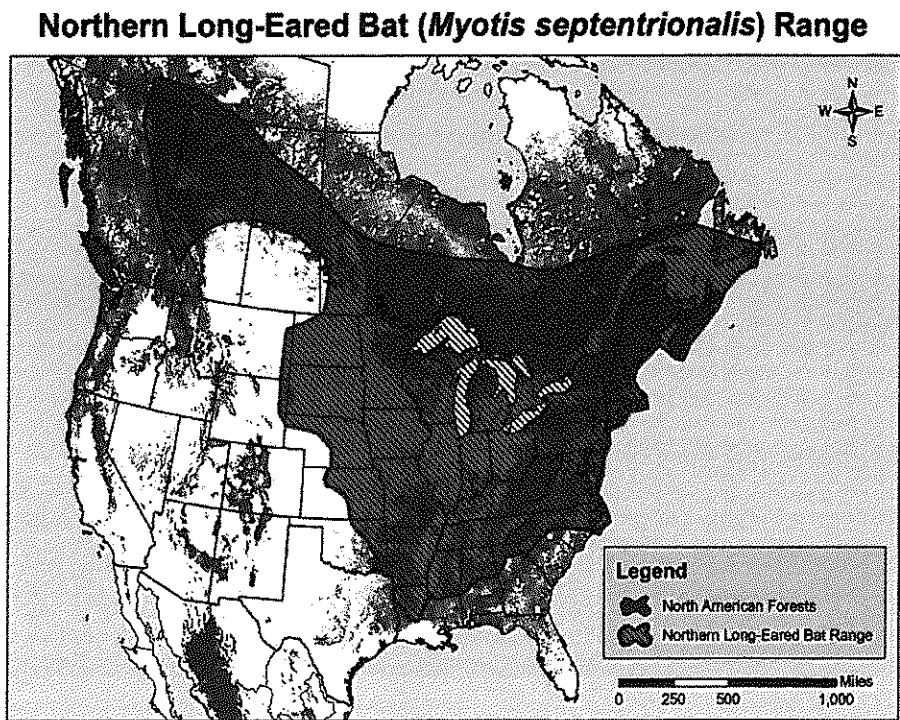 Northern Long-Eared Bat (Myotis septentrionalis) Range
N
W E
S
Legend
North American Forests
Northern Long-Eared Bat Range
Miles
0 250 500 1,000